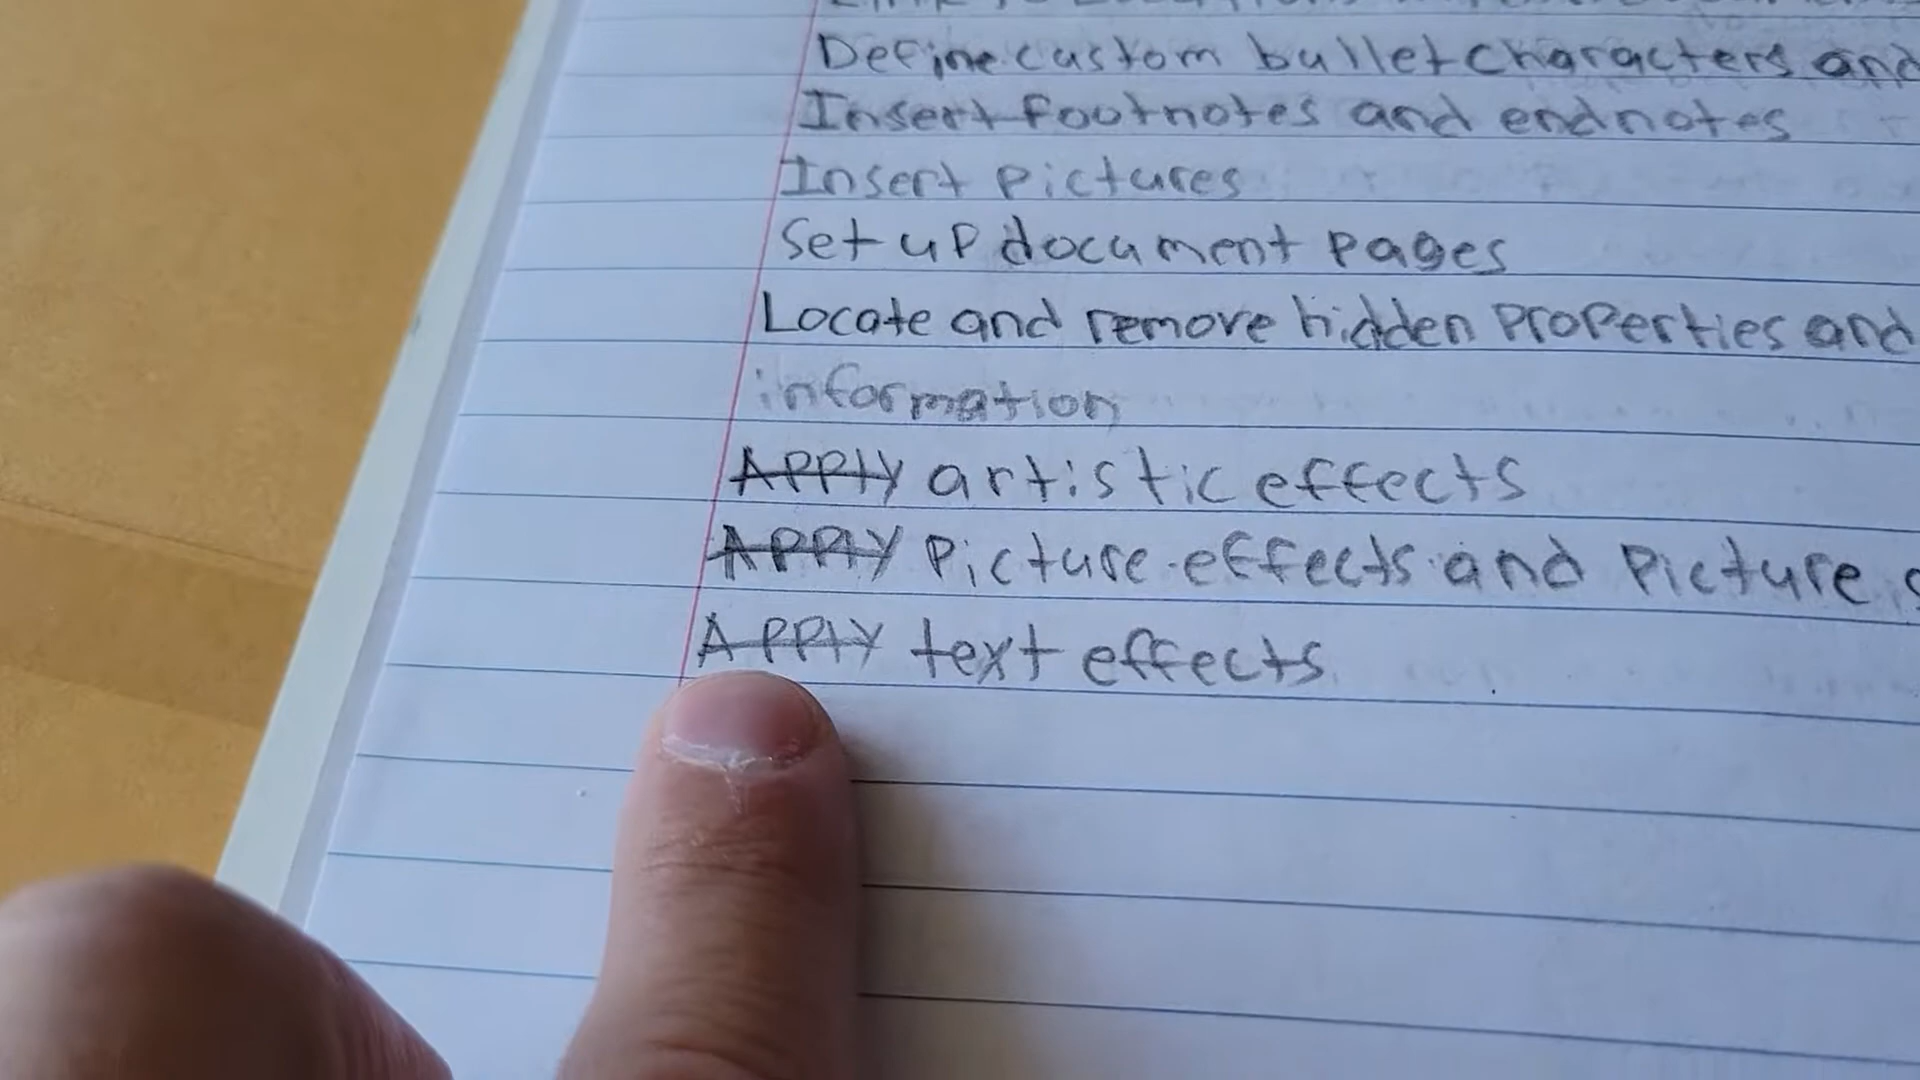 Define custom bullet characters and
Insert footnotes and endnotes
Insert pictures
Set up document pages
Locate and remove hidden properties and
information
Apply artistic effects
Apply picture effects and picture
Apply text effects